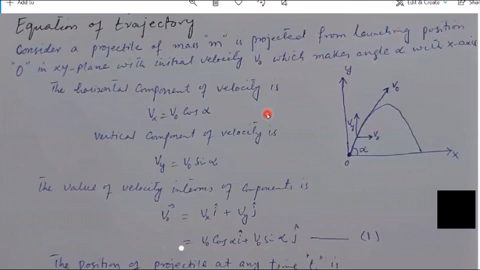 Add to
Edit & Create
Share
Equation of trajectory
Consider a projectile of mass "m" is projected from launching position
"O" in xy-plane with initial velocity V₀ which makes angle α with x-axis
The horizontal Component of velocity is
Vx = V₀ Cos α
Vertical Component of velocity is
Vy = V₀ Sin α
y
V₀
Vy
Vx
α
O
x
The value of velocity interms of components is
V₀→ = Vx î + Vy ĵ
= V₀ Cos α î + V₀ Sin α ĵ —— (1)
The position of projectile at any time "t" is